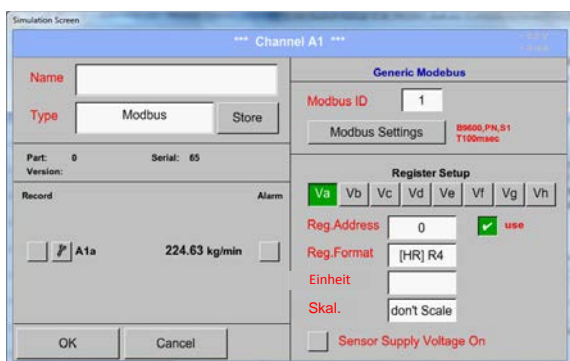 Simulation Screen
*** Channel A1 ***
Name
Type
Modbus
Store
Part: 0 Serial: 65
Version:
Record Alarm
A1a 224.63 kg/min
OK
Cancel
Generic Modebus
Modbus ID
1
Modbus Settings
B9600,PN,S1
T100msec
Register Setup
Va Vb Vc Vd Ve Vf Vg Vh
Reg.Address
0
use
Reg.Format
[HR] R4
Einheit
Skal.
don't Scale
Sensor Supply Voltage On